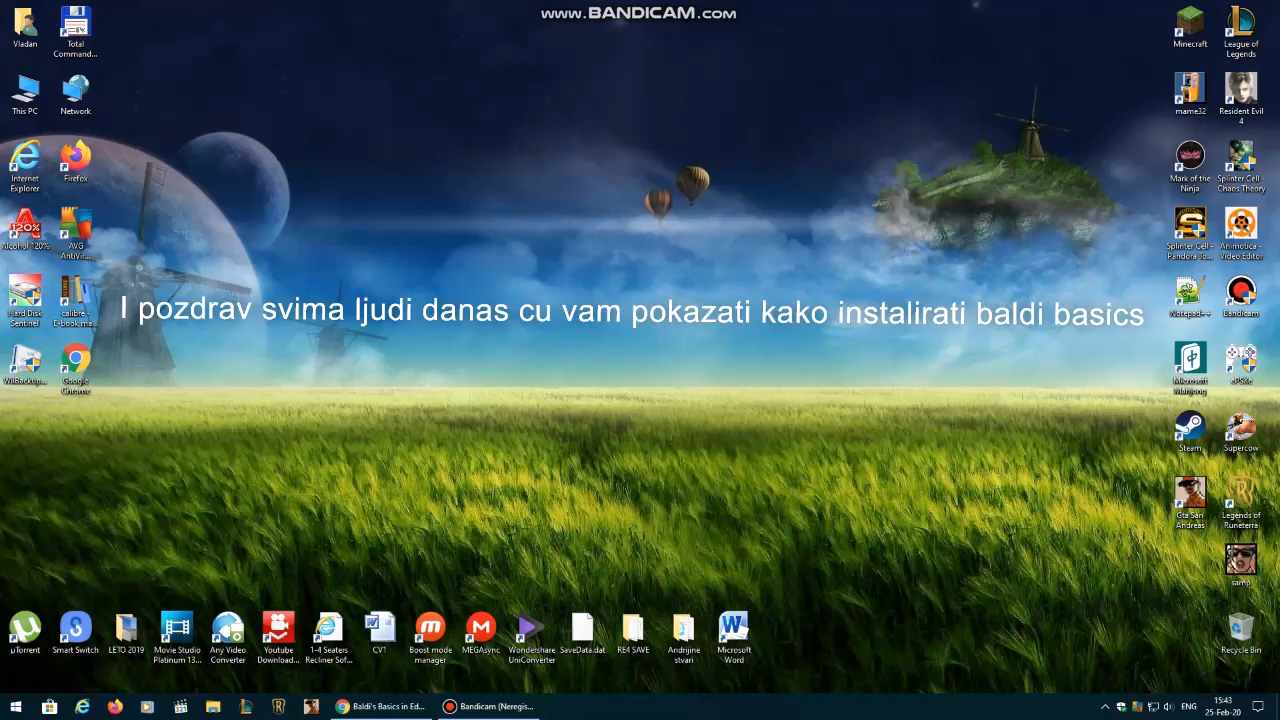 www.BANDICAM.com
Vladan
Total
Command...
This PC
Network
Internet
Explorer
Firefox
Alcohol 120%
AVG
AntiVir...
Hard Disk
Sentinel
calibre -
E-book ma...
Google
Chrome
Minecraft
League of
Legends
mame32
Resident Evil
4
Mark of the
Ninja
Splinter Cell -
Chaos Theory
Splinter Cell -
Pandora To...
Animotica -
Video Editor
Notepad++
Bandicam
Microsoft
Mahjong
ePSXe
Steam
Supercow
Gta San
Andreas
Legends of
Runeterra
samp
I pozdrav svima ljudi danas cu vam pokazati kako instalirati baldi basics
µTorrent
Smart Switch
LETO 2019
Movie Studio
Platinum 13...
Any Video
Converter
Youtube
Download...
1-4 Seaters
Recliner Sof...
CV1
Boost mode
manager
MEGAsync
Wondershare
UniConverter
SaveData.dat
RE4 SAVE
Andrijine
stvari
Microsoft
Word
Recycle Bin
Baldi's Basics in Ed...
Bandicam (Neregis...
ENG
15:43
25-Feb-20